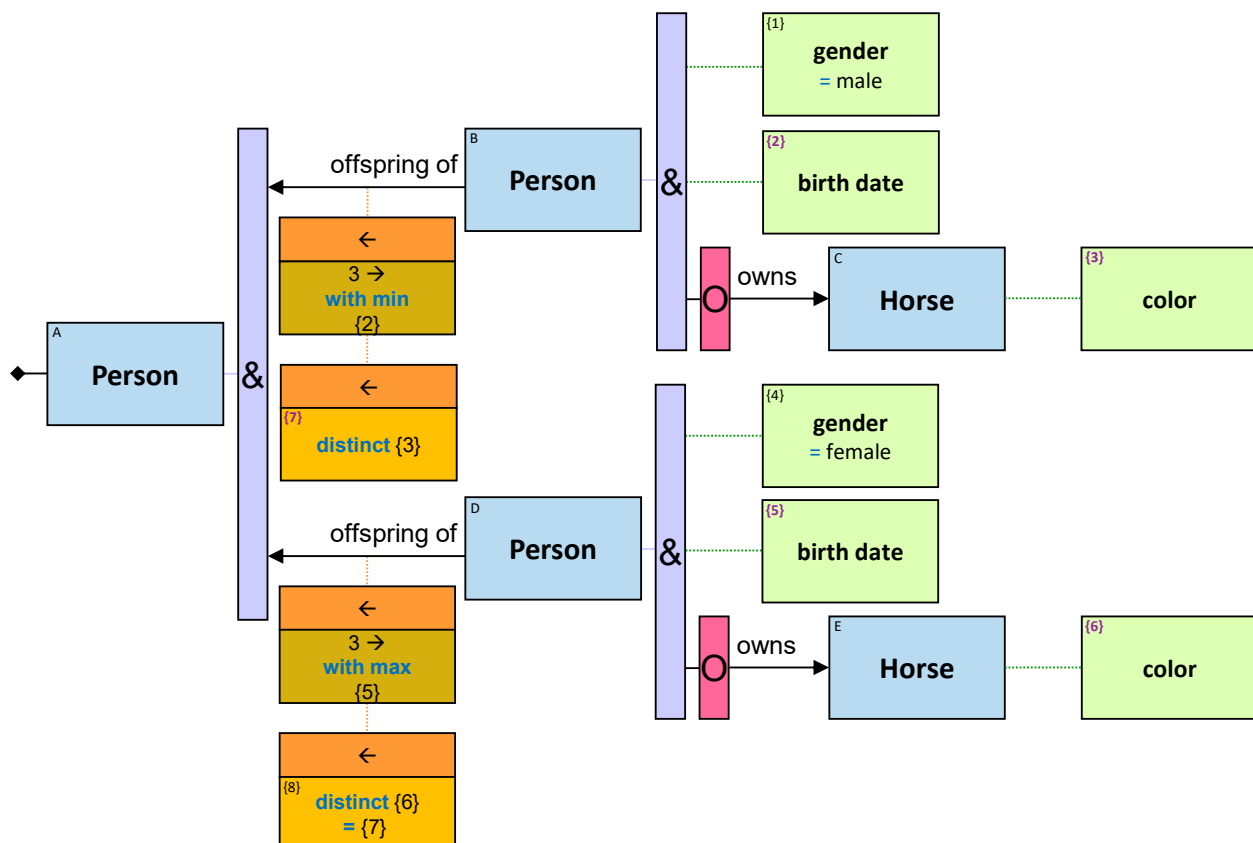 {1}
gender
= male
B
Person
offspring of
&
{2}
birth date
←
3 →
with min
{2}
O
owns
C
Horse
{3}
color
A
Person
&
←
{7}
distinct {3}
{4}
gender
= female
D
Person
offspring of
&
{5}
birth date
←
3 →
with max
{5}
O
owns
E
Horse
{6}
color
←
{8}
distinct {6}
= {7}